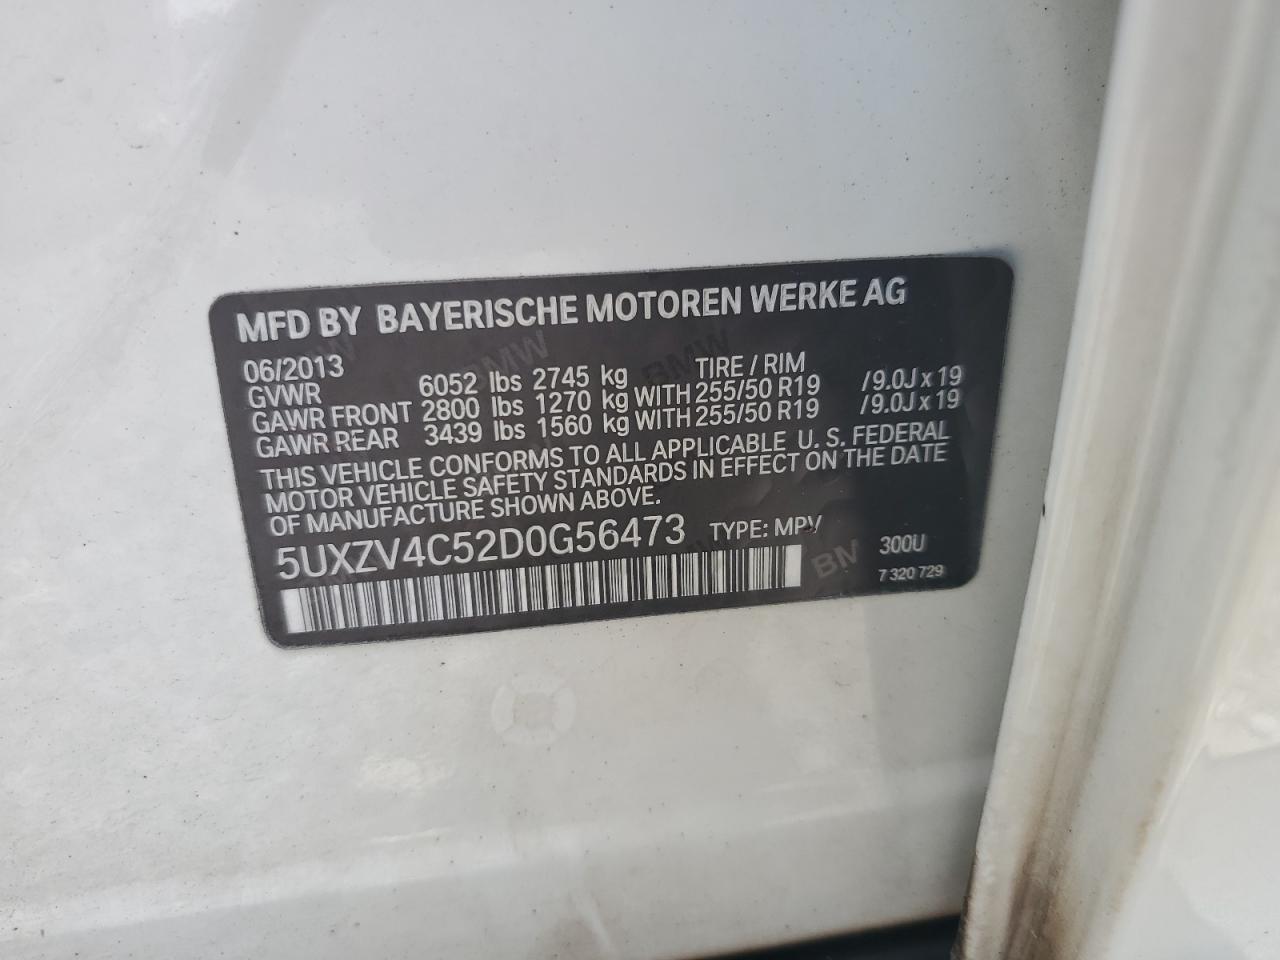 MFD BY BAYERISCHE MOTOREN WERKE AG
06/2013 TIRE / RIM
GVWR 6052 lbs 2745 kg
GAWR FRONT 2800 lbs 1270 kg WITH 255/50 R19 /9.0J x 19
GAWR REAR 3439 lbs 1560 kg WITH 255/50 R19 /9.0J x 19
THIS VEHICLE CONFORMS TO ALL APPLICABLE U. S. FEDERAL
MOTOR VEHICLE SAFETY STANDARDS IN EFFECT ON THE DATE
OF MANUFACTURE SHOWN ABOVE.
5UXZV4C52D0G56473 TYPE: MPV 300U
7 320 729